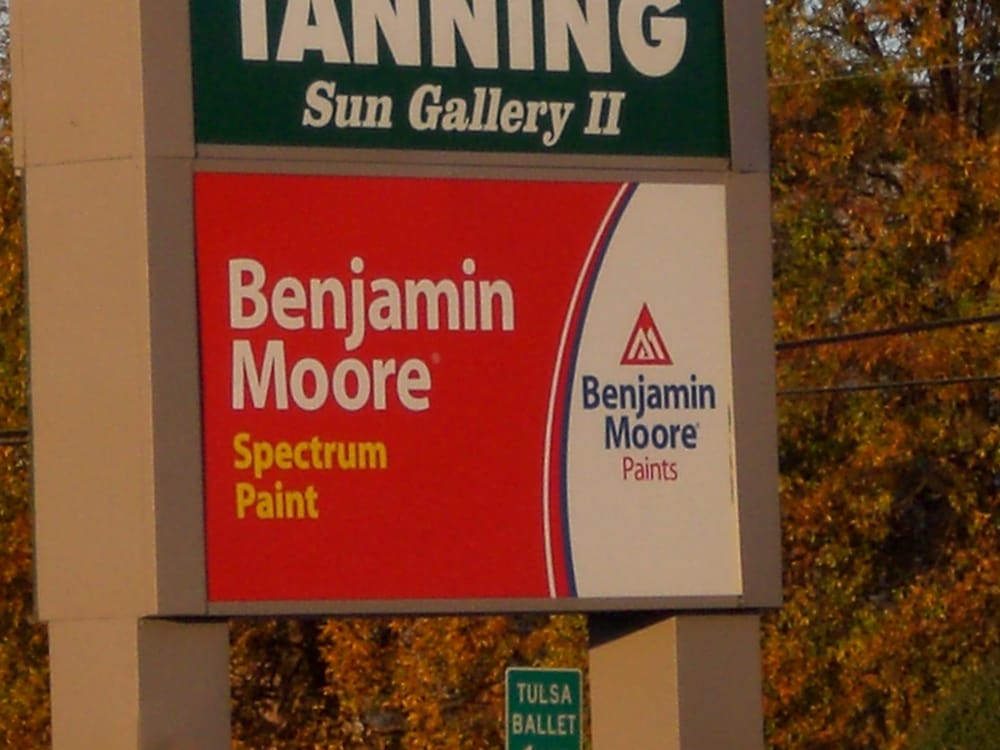 TANNING
Sun Gallery II
Benjamin
Moore®
Spectrum
Paint
Benjamin
Moore®
Paints
TULSA
BALLET